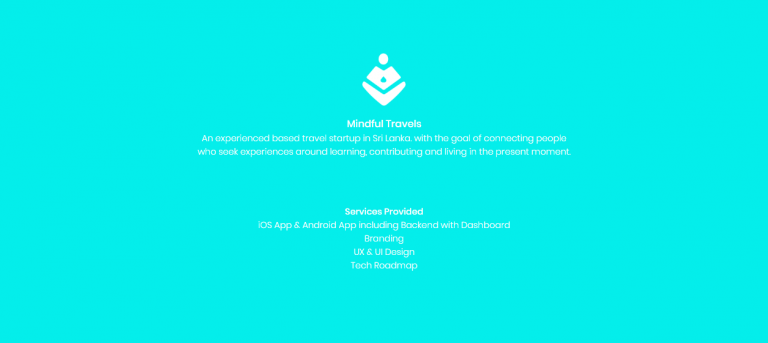 Mindful Travels
An experienced based travel startup in Sri Lanka. with the goal of connecting people
who seek experiences around learning, contributing and living in the present moment.
Services Provided
iOS App & Android App including Backend with Dashboard
Branding
UX & UI Design
Tech Roadmap